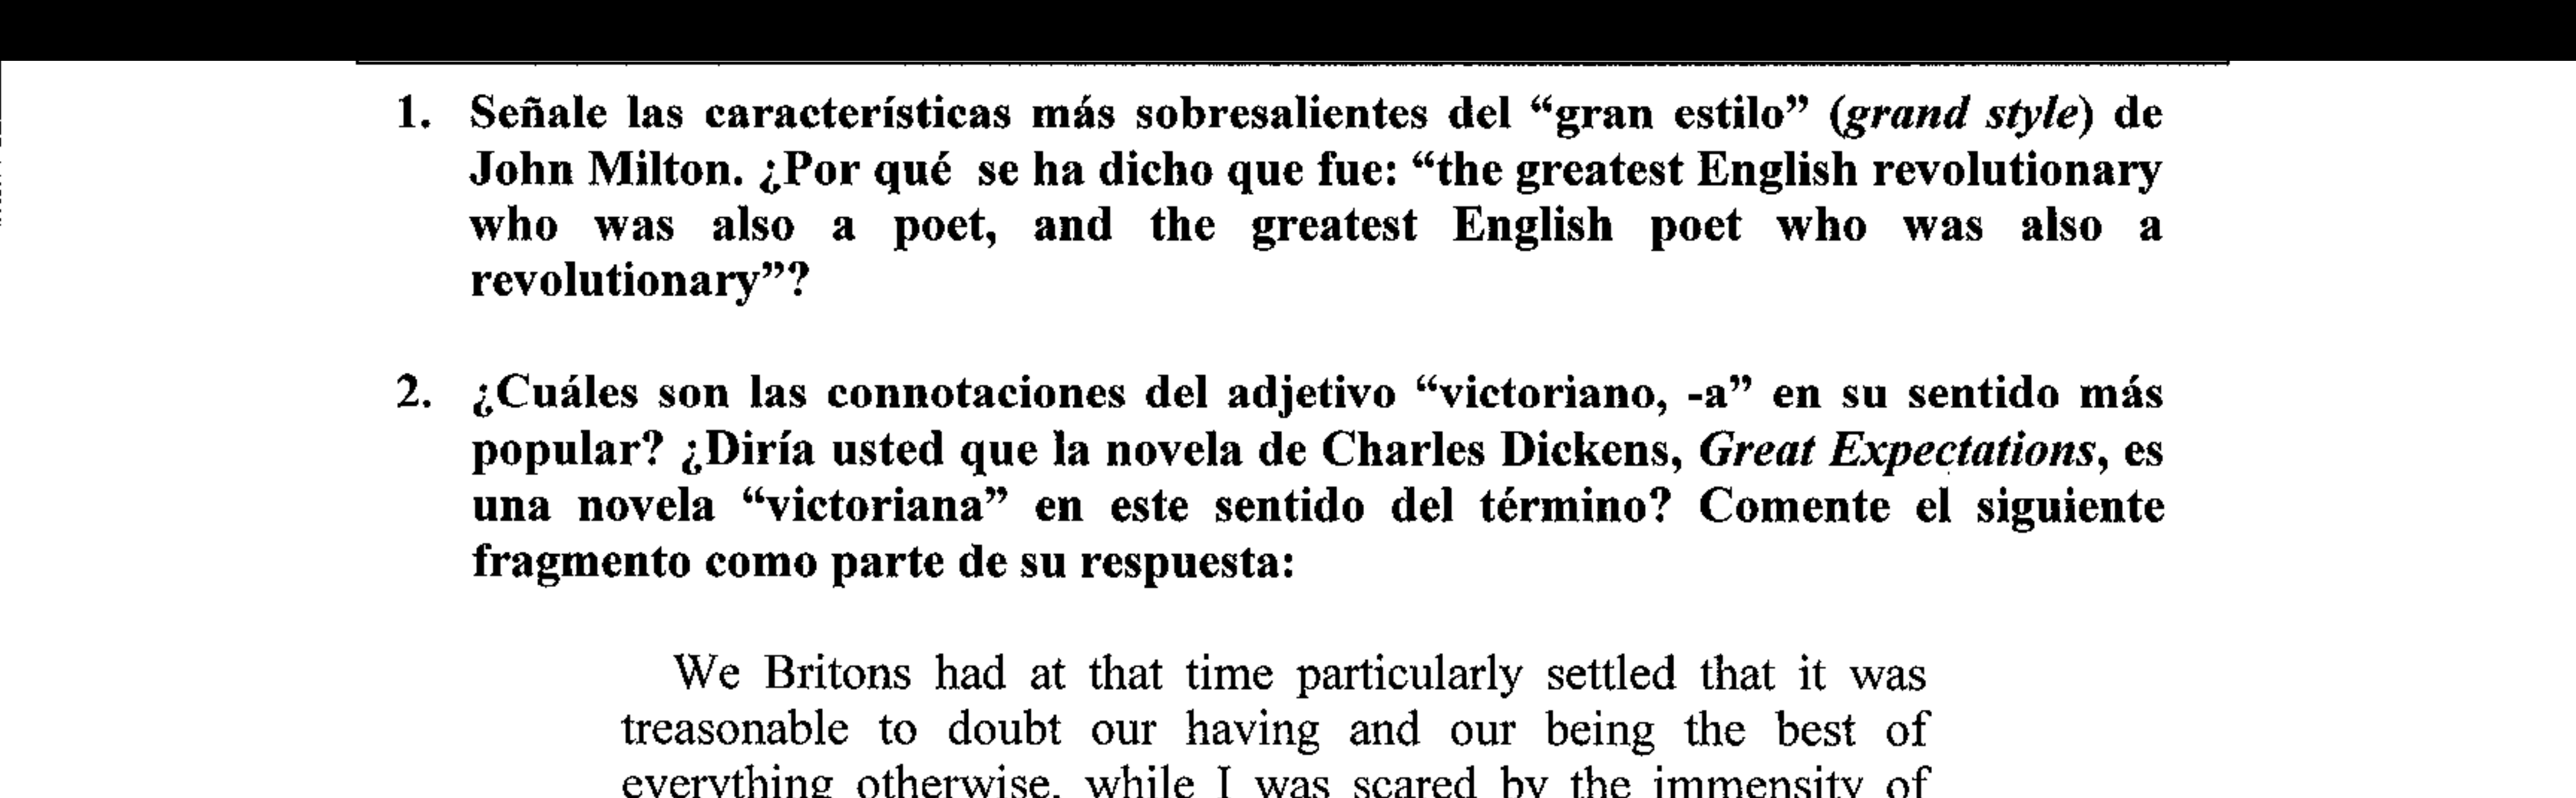 1. Señale las características más sobresalientes del “gran estilo” (grand style) de
John Milton. ¿Por qué se ha dicho que fue: “the greatest English revolutionary
who was also a poet, and the greatest English poet who was also a
revolutionary”?
2. ¿Cuáles son las connotaciones del adjetivo “victoriano, -a” en su sentido más
popular? ¿Diría usted que la novela de Charles Dickens, Great Expectations, es
una novela “victoriana” en este sentido del término? Comente el siguiente
fragmento como parte de su respuesta:
We Britons had at that time particularly settled that it was
treasonable to doubt our having and our being the best of
everything otherwise, while I was scared by the immensity of